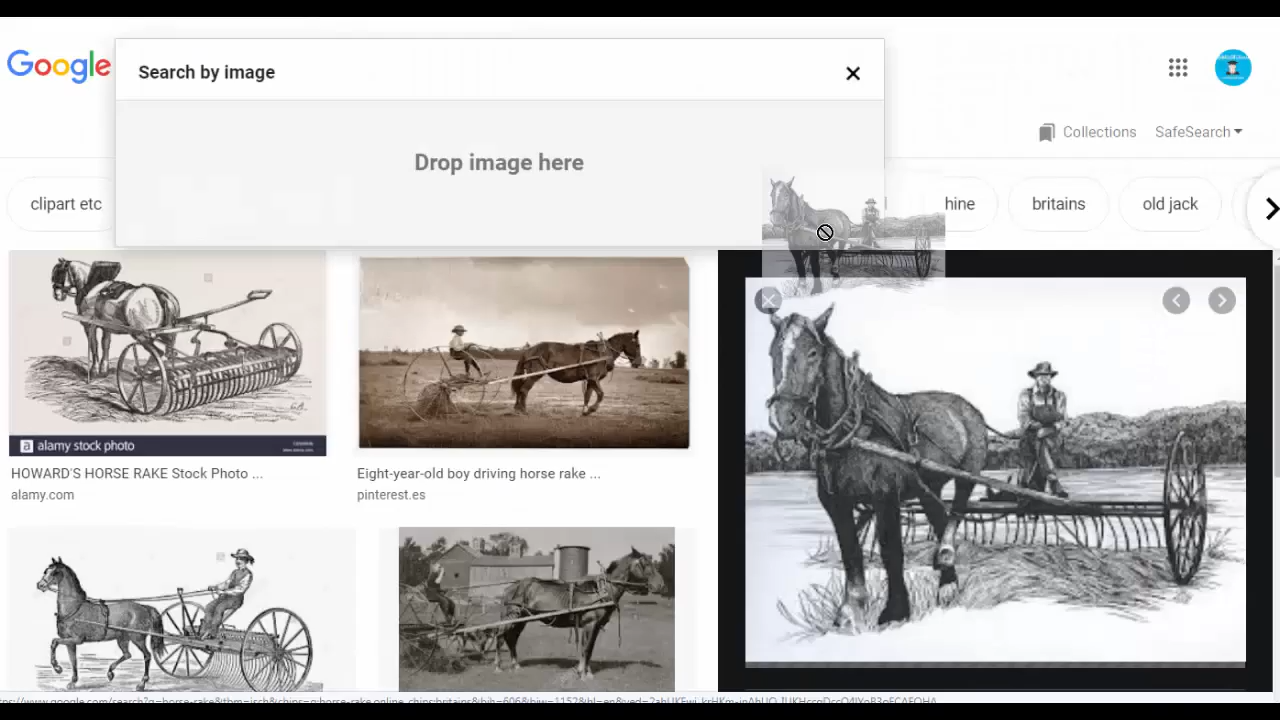 Google
Search by image
Drop image here
Collections
SafeSearch
clipart etc
hine
britains
old jack
a alamy stock photo
HOWARD'S HORSE RAKE Stock Photo ...
alamy.com
Eight-year-old boy driving horse rake ...
pinterest.es